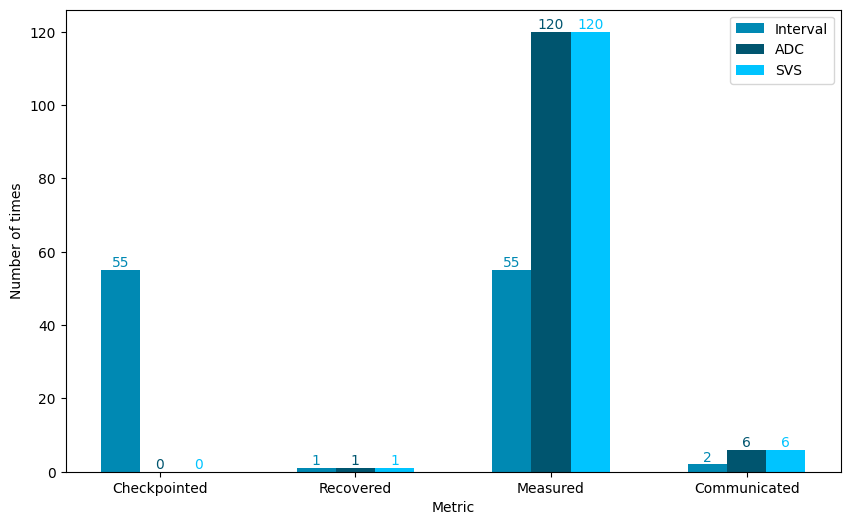 Interval
ADC
SVS
Number of times
120
100
80
60
40
20
0
55
0
0
1
1
1
55
120
120
2
6
6
Checkpointed
Recovered
Measured
Communicated
Metric